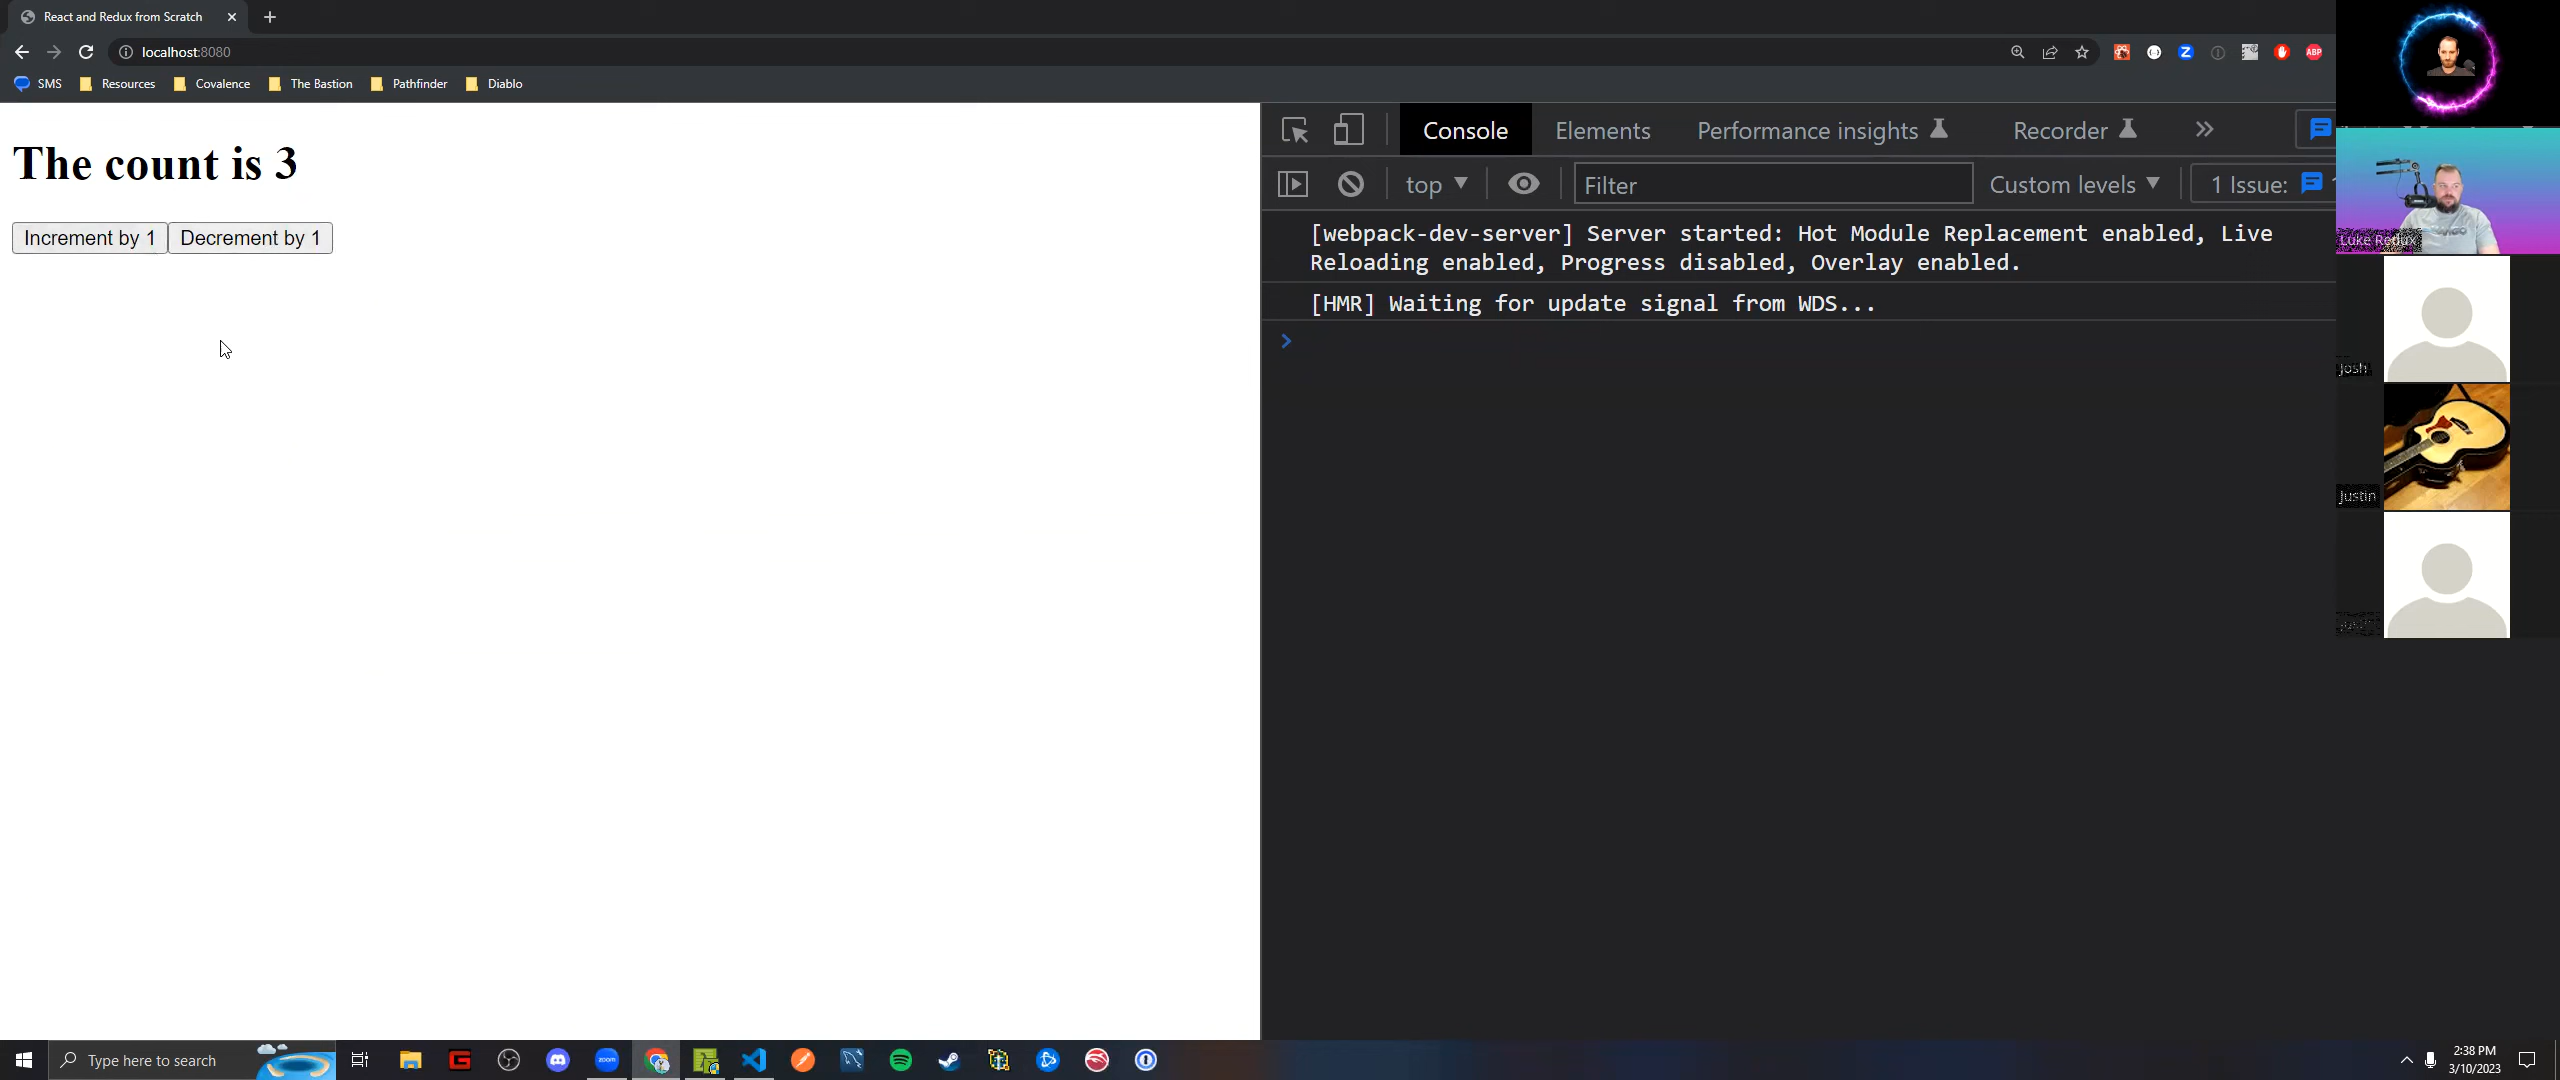 React and Redux from Scratch
localhost:8080
SMS Resources Covalence The Bastion Pathfinder Diablo
ABP
The count is 3
Increment by 1 Decrement by 1
Console Elements Performance insights Recorder
top Filter Custom levels 1 Issue:
[webpack-dev-server] Server started: Hot Module Replacement enabled, Live
Reloading enabled, Progress disabled, Overlay enabled.
[HMR] Waiting for update signal from WDS...
Luke Redux
Josh
Justin
Type here to search
zoom
2:38 PM
3/10/2023